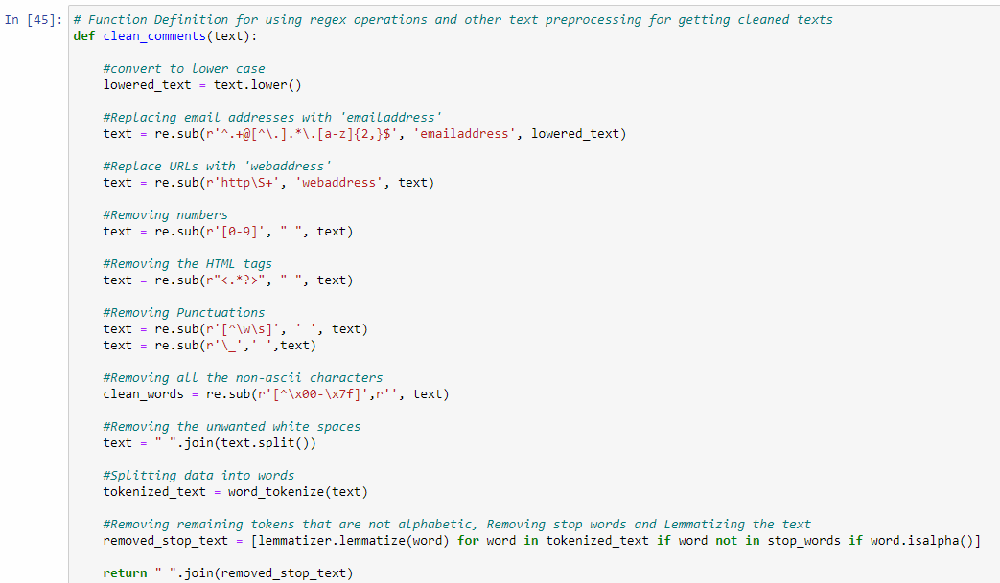 In [45]: # Function Definition for using regex operations and other text preprocessing for getting cleaned texts
def clean_comments(text):
#convert to lower case
lowered_text = text.lower()
#Replacing email addresses with 'emailaddress'
text = re.sub(r'^.+@[^\.].*\.[a-z]{2,}$', 'emailaddress', lowered_text)
#Replace URLs with 'webaddress'
text = re.sub(r'http\S+', 'webaddress', text)
#Removing numbers
text = re.sub(r'[0-9]', " ", text)
#Removing the HTML tags
text = re.sub(r"<.*?>", " ", text)
#Removing Punctuations
text = re.sub(r'[^\w\s]', ' ', text)
text = re.sub(r'\_',' ',text)
#Removing all the non-ascii characters
clean_words = re.sub(r'[^\x00-\x7f]',r'', text)
#Removing the unwanted white spaces
text = " ".join(text.split())
#Splitting data into words
tokenized_text = word_tokenize(text)
#Removing remaining tokens that are not alphabetic, Removing stop words and Lemmatizing the text
removed_stop_text = [lemmatizer.lemmatize(word) for word in tokenized_text if word not in stop_words if word.isalpha()]
return " ".join(removed_stop_text)